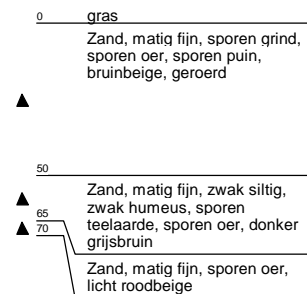 0 gras
Zand, matig fijn, sporen grind,
sporen oer, sporen puin,
bruinbeige, geroerd
50
Zand, matig fijn, zwak siltig,
zwak humeus, sporen
65
teelaarde, sporen oer, donker
70
grijsbruin
Zand, matig fijn, sporen oer,
licht roodbeige